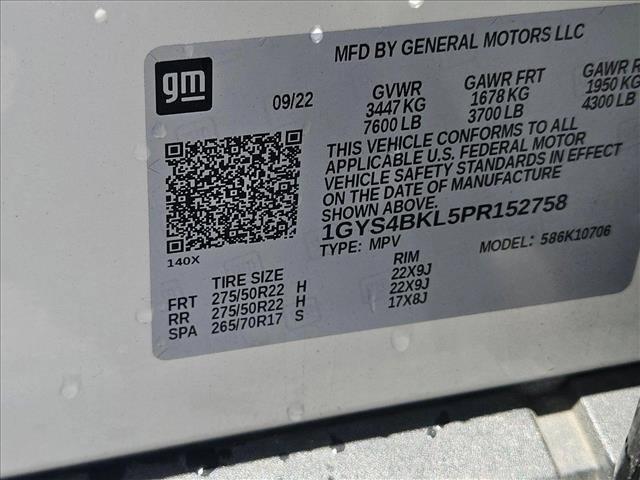 MFD BY GENERAL MOTORS LLC
gm
09/22
GVWR GAWR FRT GAWR R
3447 KG 1678 KG 1950 KG
7600 LB 3700 LB 4300 LB
THIS VEHICLE CONFORMS TO ALL
APPLICABLE U.S. FEDERAL MOTOR
VEHICLE SAFETY STANDARDS IN EFFECT
ON THE DATE OF MANUFACTURE
SHOWN ABOVE.
1GYS4BKL5PR152758
TYPE: MPV MODEL: 586K10706
140X
TIRE SIZE RIM
FRT 275/50R22 H 22X9J
RR 275/50R22 H 22X9J
SPA 265/70R17 S 17X8J